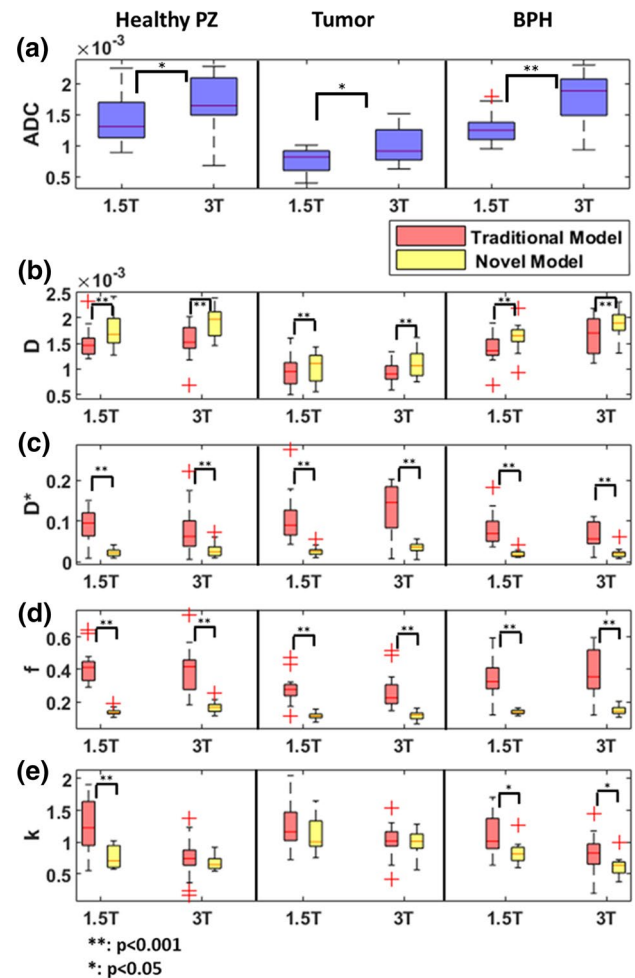 Healthy PZ Tumor BPH
(a) ×10⁻³
* * **
2
1.5
1
0.5
ADC
1.5T 3T 1.5T 3T 1.5T 3T
Traditional Model
Novel Model
(b) ×10⁻³
2.5
2
1.5
1
0.5
D
** ** ** ** ** **
1.5T 3T 1.5T 3T 1.5T 3T
(c)
0.2
0.1
0
D*
** ** ** ** ** **
1.5T 3T 1.5T 3T 1.5T 3T
(d)
0.6
0.4
0.2
f
** ** ** ** ** **
1.5T 3T 1.5T 3T 1.5T 3T
(e)
2
1.5
1
0.5
k
** * *
1.5T 3T 1.5T 3T 1.5T 3T
**: p<0.001
*: p<0.05